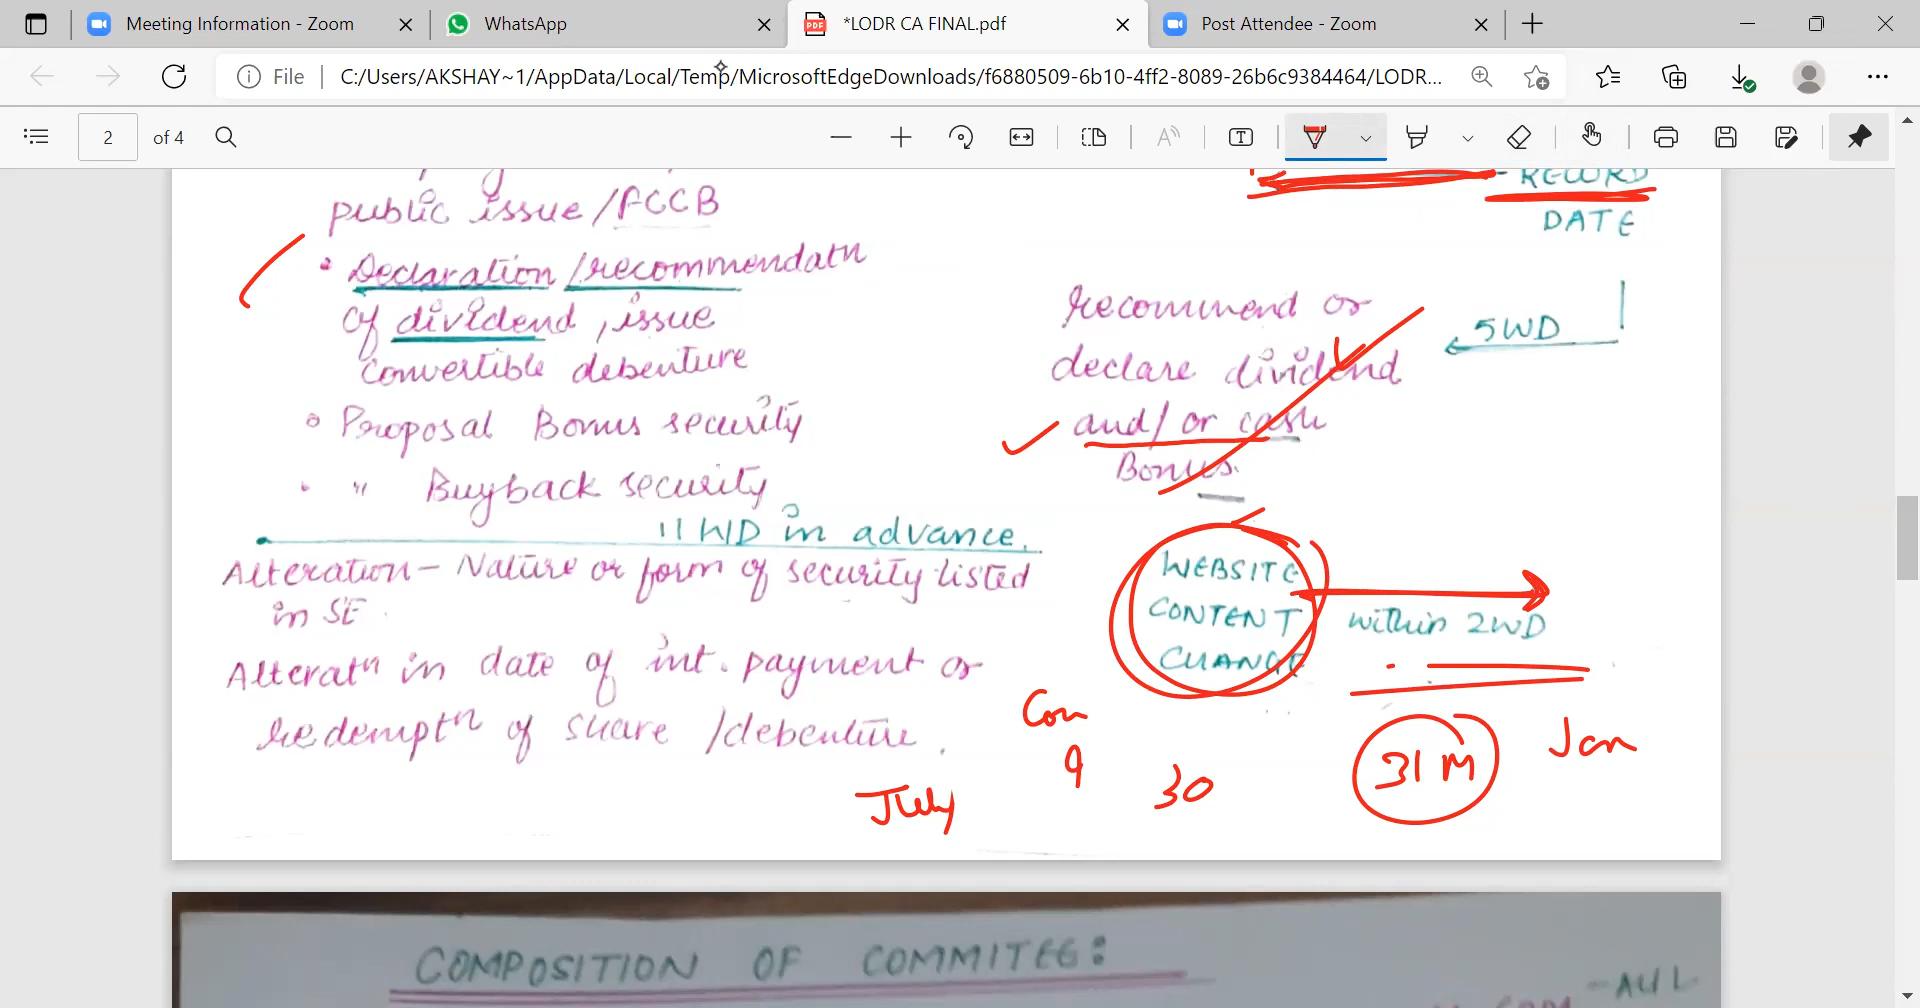 Meeting Information - Zoom
WhatsApp
*LODR CA FINAL.pdf
Post Attendee - Zoom
File
C:/Users/AKSHAY~1/AppData/Local/Temp/MicrosoftEdgeDownloads/f6880509-6b10-4ff2-8089-26b6c9384464/LODR...
2 of 4
public issue /FCCB
• Declaration /recommendatn
of dividend, issue
convertible debenture
• Proposal Bonus security
• " Buyback security
11 WD in advance.
Alteration - Nature or form of security listed
in SE.
Alteratn in date of int. payment or
redemptn of share /debenture.
- RECORD
DATE
5WD
recommend or
declare dividend
and/ or cash
Bonus.
WEBSITE
CONTENT
CHANGE
within 2WD
Con
9
July
30
31 M
Jan
COMPOSITION OF COMMITEE: